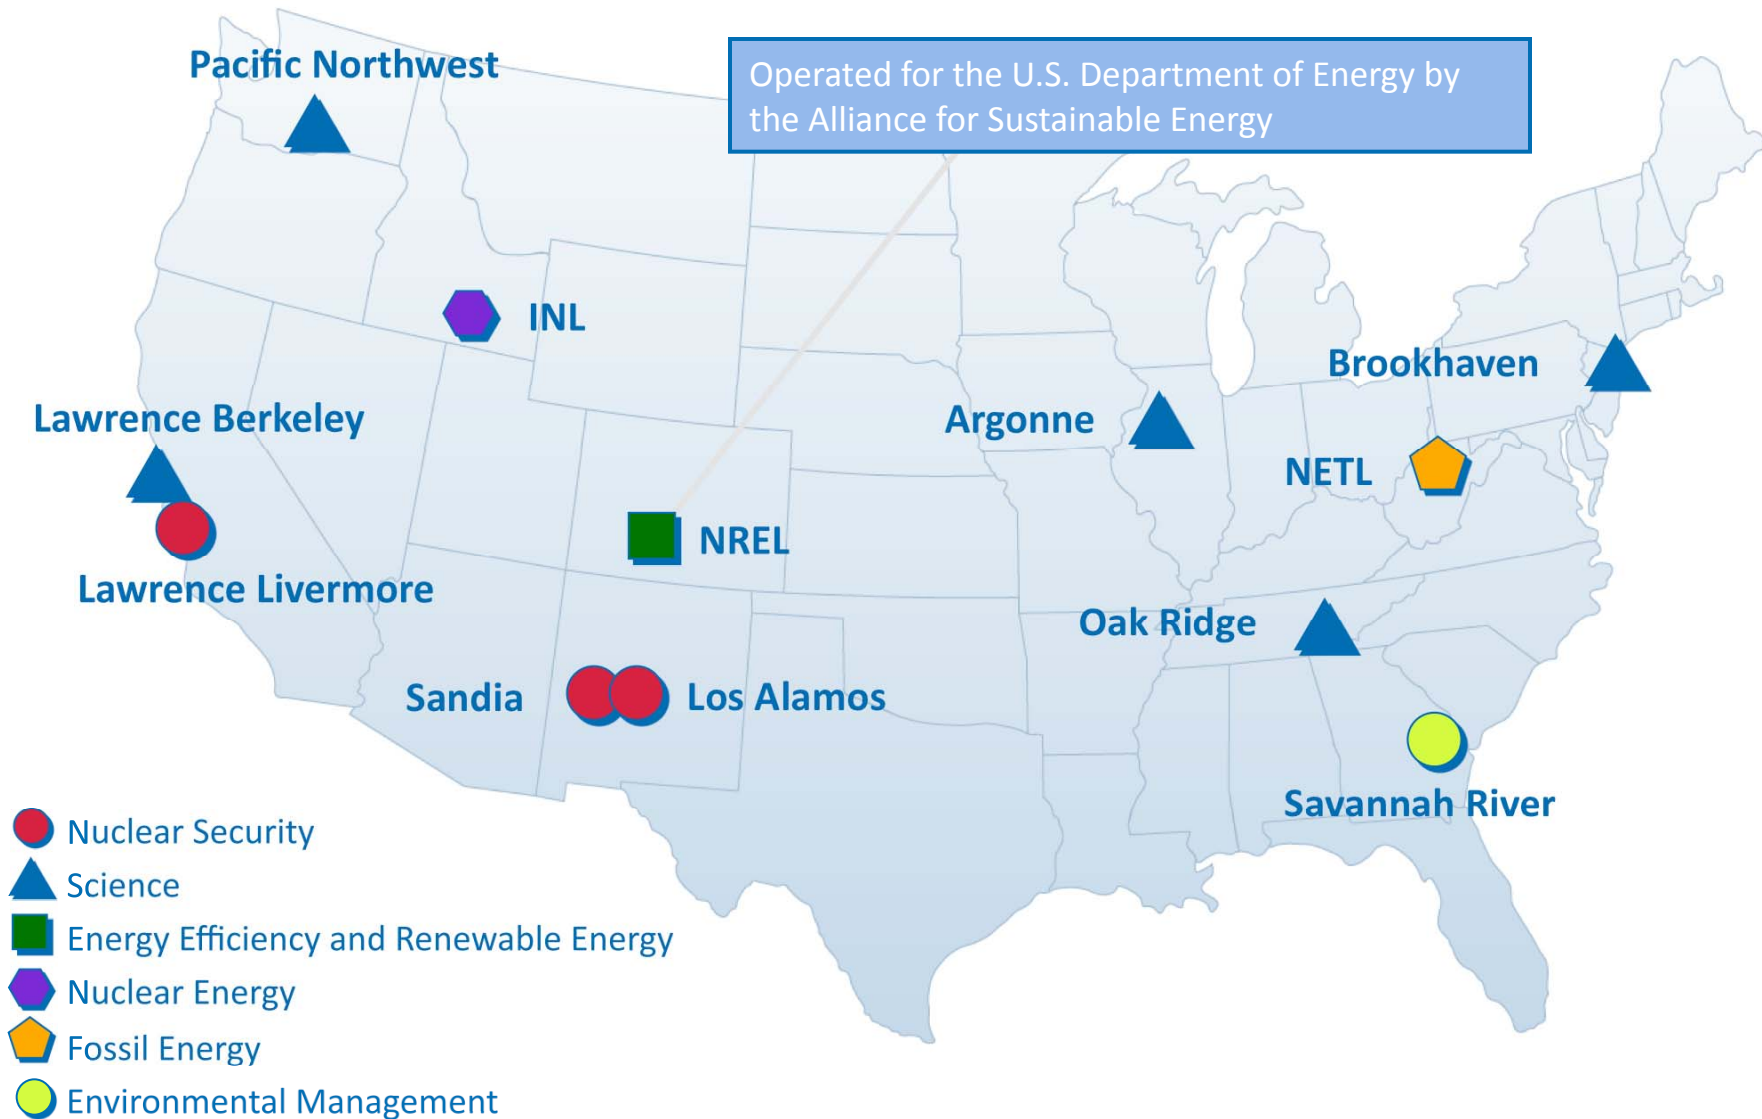 Pacific Northwest
Operated for the U.S. Department of Energy by
the Alliance for Sustainable Energy
INL
Brookhaven
Lawrence Berkeley
Argonne
NETL
NREL
Lawrence Livermore
Oak Ridge
Sandia
Los Alamos
Savannah River
Nuclear Security
Science
Energy Efficiency and Renewable Energy
Nuclear Energy
Fossil Energy
Environmental Management